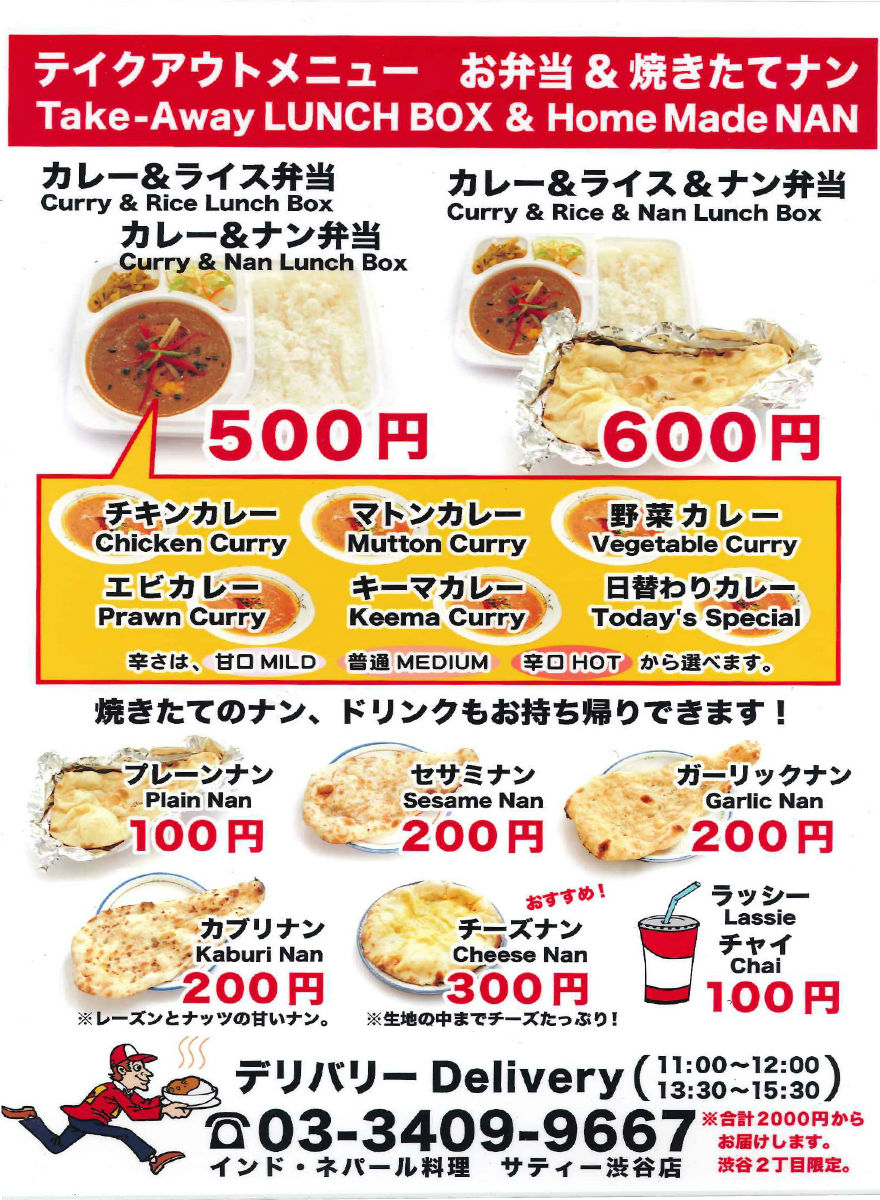 テイクアウトメニュー　お弁当 & 焼きたてナン
Take-Away LUNCH BOX & Home Made NAN
カレー&ライス弁当
Curry & Rice Lunch Box
カレー&ナン弁当
Curry & Nan Lunch Box
500円
カレー&ライス&ナン弁当
Curry & Rice & Nan Lunch Box
600円
チキンカレー
Chicken Curry
マトンカレー
Mutton Curry
野菜カレー
Vegetable Curry
エビカレー
Prawn Curry
キーマカレー
Keema Curry
日替わりカレー
Today's Special
辛さは、甘口 MILD 普通 MEDIUM 辛口 HOT から選べます。
焼きたてのナン、ドリンクもお持ち帰りできます！
プレーンナン
Plain Nan
100円
セサミナン
Sesame Nan
200円
ガーリックナン
Garlic Nan
200円
カブリナン
Kaburi Nan
200円
※レーズンとナッツの甘いナン。
おすすめ！
チーズナン
Cheese Nan
300円
※生地の中までチーズたっぷり！
ラッシー
Lassie
チャイ
Chai
100円
デリバリー Delivery (11:00～12:00
13:30～15:30)
☎03-3409-9667
インド・ネパール料理　サティー渋谷店
※合計2000円から
お届けします。
渋谷2丁目限定。